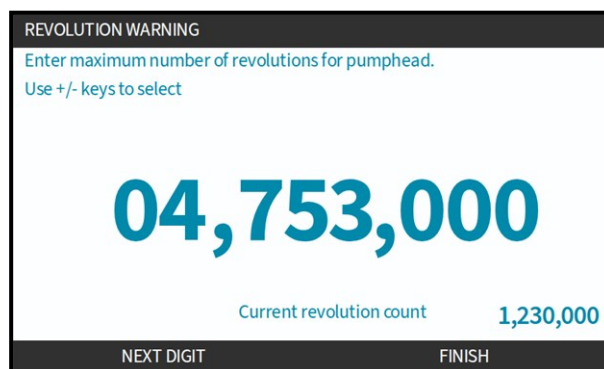 REVOLUTION WARNING
Enter maximum number of revolutions for pumphead.
Use +/- keys to select
04,753,000
Current revolution count 1,230,000
NEXT DIGIT FINISH